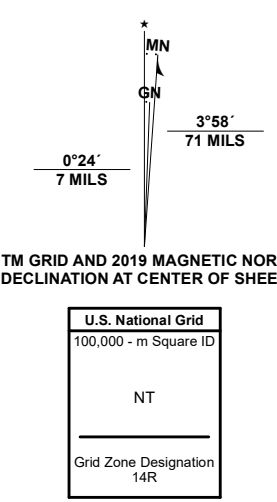 ★
MN
GN
3°58´
71 MILS
0°24´
7 MILS
TM GRID AND 2019 MAGNETIC NOR
DECLINATION AT CENTER OF SHEE
U.S. National Grid
100,000 - m Square ID
NT
Grid Zone Designation
14R